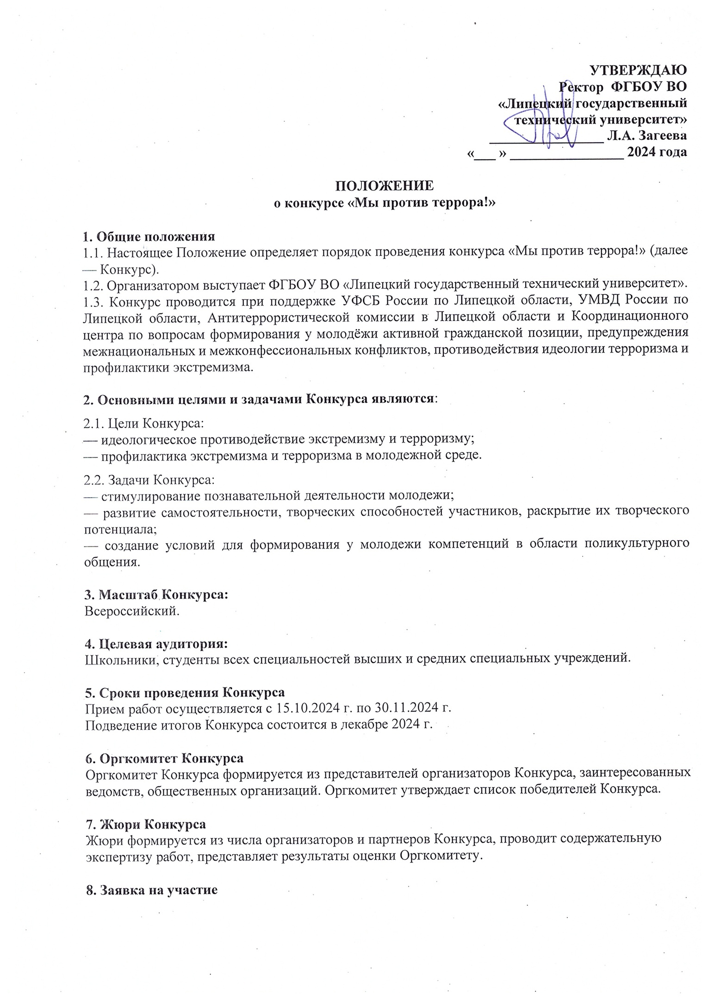 УТВЕРЖДАЮ
Ректор ФГБОУ ВО
«Липецкий государственный
технический университет»
________________ Л.А. Загеева
«___ » ________________ 2024 года
ПОЛОЖЕНИЕ
о конкурсе «Мы против террора!»
1. Общие положения
1.1. Настоящее Положение определяет порядок проведения конкурса «Мы против террора!» (далее
— Конкурс).
1.2. Организатором выступает ФГБОУ ВО «Липецкий государственный технический университет».
1.3. Конкурс проводится при поддержке УФСБ России по Липецкой области, УМВД России по
Липецкой области, Антитеррористической комиссии в Липецкой области и Координационного
центра по вопросам формирования у молодёжи активной гражданской позиции, предупреждения
межнациональных и межконфессиональных конфликтов, противодействия идеологии терроризма и
профилактики экстремизма.
2. Основными целями и задачами Конкурса являются:
2.1. Цели Конкурса:
— идеологическое противодействие экстремизму и терроризму;
— профилактика экстремизма и терроризма в молодежной среде.
2.2. Задачи Конкурса:
— стимулирование познавательной деятельности молодежи;
— развитие самостоятельности, творческих способностей участников, раскрытие их творческого
потенциала;
— создание условий для формирования у молодежи компетенций в области поликультурного
общения.
3. Масштаб Конкурса:
Всероссийский.
4. Целевая аудитория:
Школьники, студенты всех специальностей высших и средних специальных учреждений.
5. Сроки проведения Конкурса
Прием работ осуществляется с 15.10.2024 г. по 30.11.2024 г.
Подведение итогов Конкурса состоится в декабре 2024 г.
6. Оргкомитет Конкурса
Оргкомитет Конкурса формируется из представителей организаторов Конкурса, заинтересованных
ведомств, общественных организаций. Оргкомитет утверждает список победителей Конкурса.
7. Жюри Конкурса
Жюри формируется из числа организаторов и партнеров Конкурса, проводит содержательную
экспертизу работ, представляет результаты оценки Оргкомитету.
8. Заявка на участие